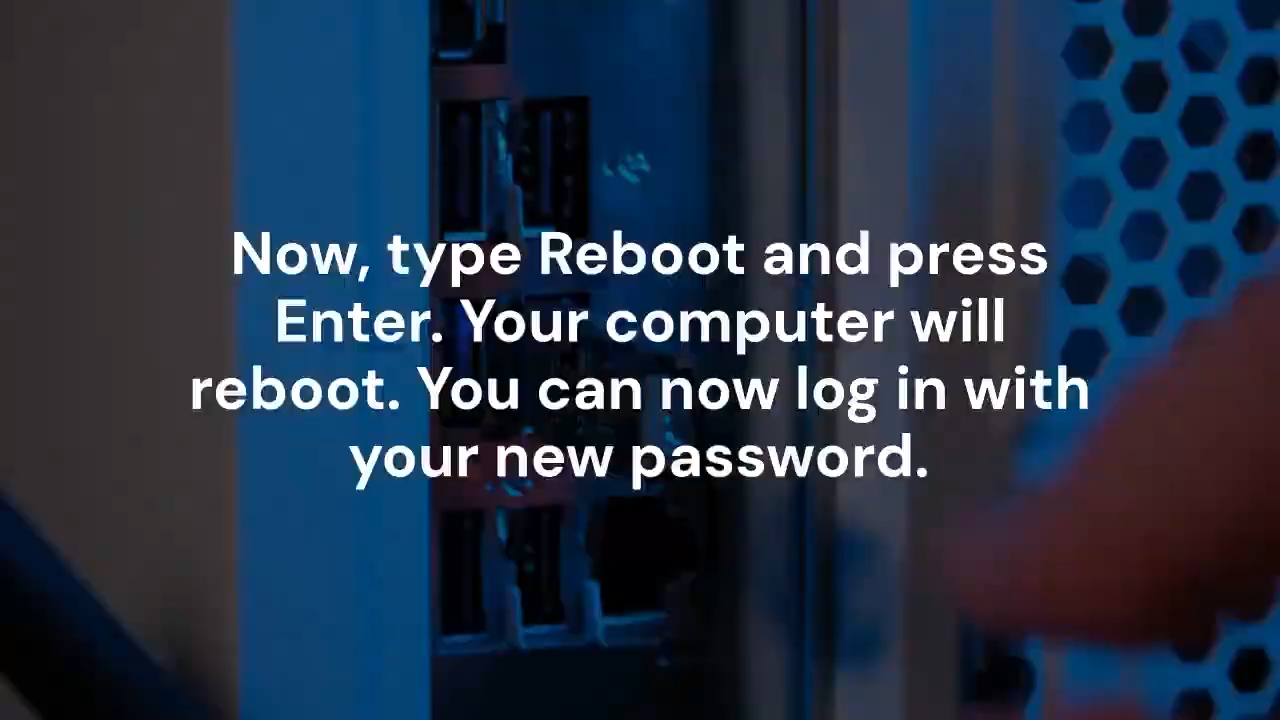 Now, type Reboot and press
Enter. Your computer will
reboot. You can now log in with
your new password.